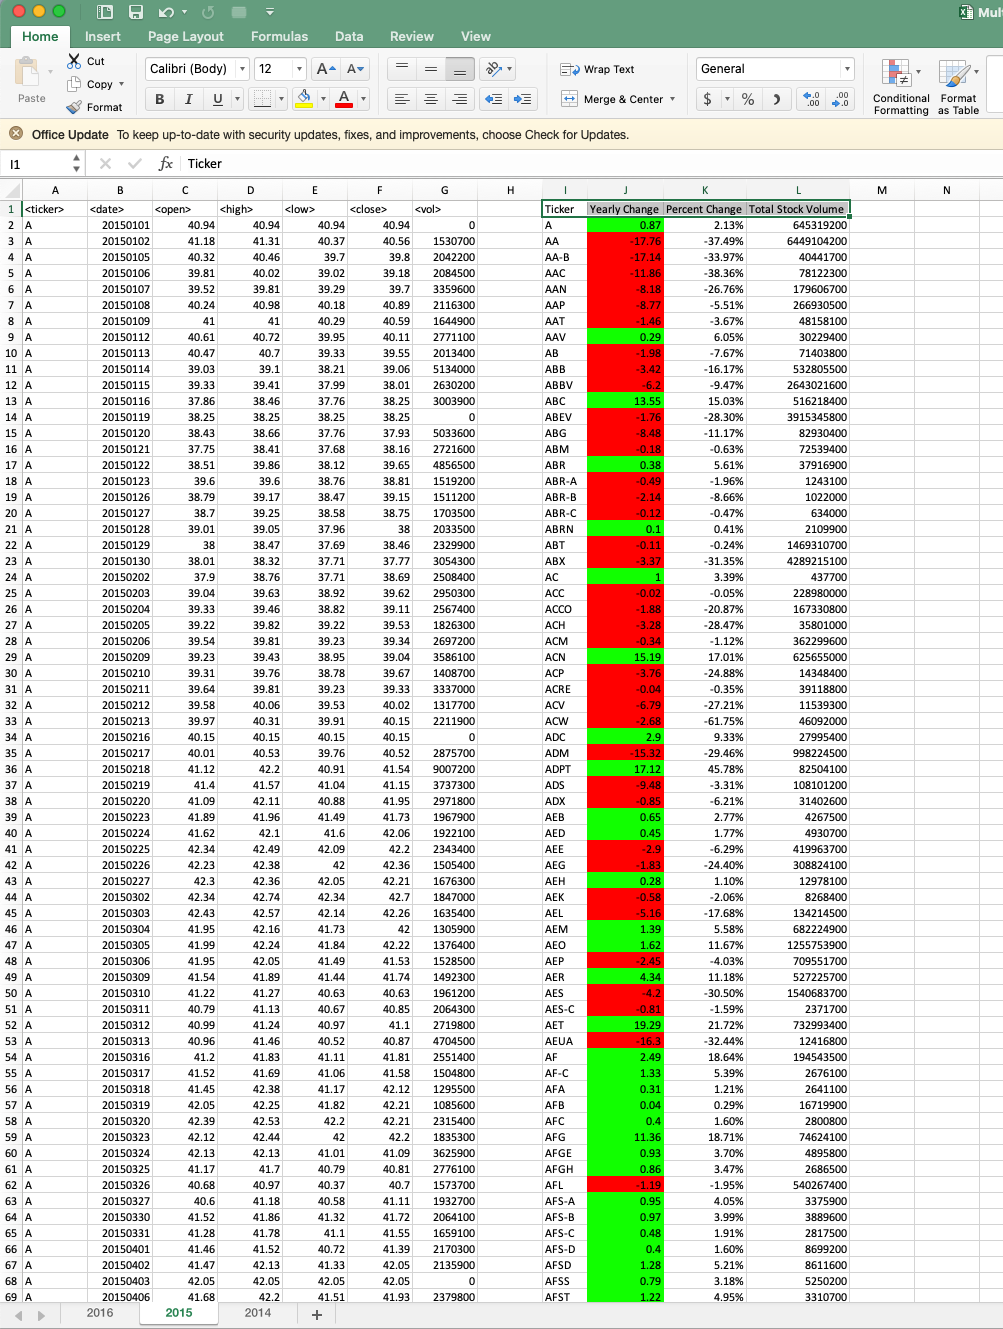 Mul
Home Insert Page Layout Formulas Data Review View
Paste Cut Copy Format Calibri (Body) 12 A A Wrap Text General
B I U A Merge & Center $ % Conditional Formatting Format as Table
Office Update To keep up-to-date with security updates, fixes, and improvements, choose Check for Updates.
I1 fx Ticker
A B C D E F G H I J K L M N
1 <ticker> <date> <open> <high> <low> <close> <vol> Ticker Yearly Change Percent Change Total Stock Volume
2 A 20150101 40.94 40.94 40.94 40.94 0 A 0.87 2.13% 645319200
3 A 20150102 41.18 41.31 40.37 40.56 1530700 AA -17.76 -37.49% 6449104200
4 A 20150105 40.32 40.46 39.7 39.8 2042200 AA-B -17.14 -33.97% 40441700
5 A 20150106 39.81 40.02 39.02 39.18 2084500 AAC -11.86 -38.36% 78122300
6 A 20150107 39.52 39.81 39.29 39.7 3359600 AAN -8.18 -26.76% 179606700
7 A 20150108 40.24 40.98 40.18 40.89 2116300 AAP -8.77 -5.51% 266930500
8 A 20150109 41 41 40.29 40.59 1644900 AAT -1.46 -3.67% 48158100
9 A 20150112 40.61 40.72 39.95 40.11 2771100 AAV 0.29 6.05% 30229400
10 A 20150113 40.47 40.7 39.33 39.55 2013400 AB -1.98 -7.67% 71403800
11 A 20150114 39.03 39.1 38.21 39.06 5134000 ABB -3.42 -16.17% 532805500
12 A 20150115 39.33 39.41 37.99 38.01 2630200 ABBV -6.2 -9.47% 2643021600
13 A 20150116 37.86 38.46 37.76 38.25 3003900 ABC 13.55 15.03% 516218400
14 A 20150119 38.25 38.25 38.25 38.25 0 ABEV -1.76 -28.30% 3915345800
15 A 20150120 38.43 38.66 37.76 37.93 5033600 ABG -8.48 -11.17% 82930400
16 A 20150121 37.75 38.41 37.68 38.16 2721600 ABM -0.18 -0.63% 72539400
17 A 20150122 38.51 39.86 38.12 39.65 4856500 ABR 0.38 5.61% 37916900
18 A 20150123 39.6 39.6 38.76 38.81 1519200 ABR-A -0.49 -1.96% 1243100
19 A 20150126 38.79 39.17 38.47 39.15 1511200 ABR-B -2.14 -8.66% 1022000
20 A 20150127 38.7 39.25 38.58 38.75 1703500 ABR-C -0.12 -0.47% 634000
21 A 20150128 39.01 39.05 37.96 38 2033500 ABRN 0.1 0.41% 2109900
22 A 20150129 38 38.47 37.69 38.46 2329900 ABT -0.11 -0.24% 1469310700
23 A 20150130 38.01 38.32 37.71 37.77 3054300 ABX -3.37 -31.35% 4289215100
24 A 20150202 37.9 38.76 37.71 38.69 2508400 AC 1 3.39% 437700
25 A 20150203 39.04 39.63 38.92 39.62 2950300 ACC -0.02 -0.05% 228980000
26 A 20150204 39.33 39.46 38.82 39.11 2567400 ACCO -1.88 -20.87% 167330800
27 A 20150205 39.22 39.82 39.22 39.53 1826300 ACH -3.28 -28.47% 35801000
28 A 20150206 39.54 39.81 39.23 39.34 2697200 ACM -0.34 -1.12% 362299600
29 A 20150209 39.23 39.43 38.95 39.04 3586100 ACN 15.19 17.01% 625655000
30 A 20150210 39.31 39.76 38.78 39.67 1408700 ACP -3.76 -24.88% 14348400
31 A 20150211 39.64 39.81 39.23 39.33 3337000 ACRE -0.04 -0.35% 39118800
32 A 20150212 39.58 40.06 39.53 40.02 1317700 ACV -6.79 -27.21% 11539300
33 A 20150213 39.97 40.31 39.91 40.15 2211900 ACW -2.68 -61.75% 46092000
34 A 20150216 40.15 40.15 40.15 40.15 0 ADC 2.9 9.33% 27995400
35 A 20150217 40.01 40.53 39.76 40.52 2875700 ADM -15.32 -29.46% 998224500
36 A 20150218 41.12 42.2 40.91 41.54 9007200 ADPT 17.12 45.78% 82504100
37 A 20150219 41.4 41.57 41.04 41.15 3737300 ADS -9.48 -3.31% 108101200
38 A 20150220 41.09 42.11 40.88 41.95 2971800 ADX -0.85 -6.21% 31402600
39 A 20150223 41.89 41.96 41.49 41.73 1967900 AEB 0.65 2.77% 4267500
40 A 20150224 41.62 42.1 41.6 42.06 1922100 AED 0.45 1.77% 4930700
41 A 20150225 42.34 42.49 42.09 42.2 2343400 AEE -2.9 -6.29% 419963700
42 A 20150226 42.23 42.38 42 42.36 1505400 AEG -1.83 -24.40% 308824100
43 A 20150227 42.3 42.36 42.05 42.21 1676300 AEH 0.28 1.10% 12978100
44 A 20150302 42.34 42.74 42.34 42.7 1847000 AEK -0.58 -2.06% 8268400
45 A 20150303 42.43 42.57 42.14 42.26 1635400 AEL -5.16 -17.68% 134214500
46 A 20150304 41.95 42.16 41.73 42 1305900 AEM 1.39 5.58% 682224900
47 A 20150305 41.99 42.24 41.84 42.22 1376400 AEO 1.62 11.67% 1255753900
48 A 20150306 41.95 42.05 41.49 41.53 1528500 AEP -2.45 -4.03% 709551700
49 A 20150309 41.54 41.89 41.44 41.74 1492300 AER 4.34 11.18% 527225700
50 A 20150310 41.22 41.27 40.63 40.63 1961200 AES -4.2 -30.50% 1540683700
51 A 20150311 40.79 41.13 40.67 40.85 2064300 AES-C -0.81 -1.59% 2371700
52 A 20150312 40.99 41.24 40.97 41.1 2719800 AET 19.29 21.72% 732993400
53 A 20150313 40.96 41.46 40.52 40.87 4704500 AEUA -16.3 -32.44% 12416800
54 A 20150316 41.2 41.83 41.11 41.81 2551400 AF 2.49 18.64% 194543500
55 A 20150317 41.52 41.69 41.06 41.58 1504800 AF-C 1.33 5.39% 2676100
56 A 20150318 41.45 42.38 41.17 42.12 1295500 AFA 0.31 1.21% 2641100
57 A 20150319 42.05 42.25 41.82 42.21 1085600 AFB 0.04 0.29% 16719900
58 A 20150320 42.39 42.53 42.2 42.21 2315400 AFC 0.4 1.60% 2800800
59 A 20150323 42.12 42.44 42 42.2 1835300 AFG 11.36 18.71% 74624100
60 A 20150324 42.13 42.13 41.01 41.09 3625900 AFGE 0.93 3.70% 4895800
61 A 20150325 41.17 41.7 40.79 40.81 2776100 AFGH 0.86 3.47% 2686500
62 A 20150326 40.68 40.97 40.37 40.7 1573700 AFL -1.19 -1.95% 540267400
63 A 20150327 40.6 41.18 40.58 41.11 1932700 AFS-A 0.95 4.05% 3375900
64 A 20150330 41.52 41.86 41.32 41.72 2064100 AFS-B 0.97 3.99% 3889600
65 A 20150331 41.28 41.78 41.1 41.55 1659100 AFS-C 0.48 1.91% 2817500
66 A 20150401 41.46 41.52 40.72 41.39 2170300 AFS-D 0.4 1.60% 8699200
67 A 20150402 41.47 42.13 41.33 42.05 2135900 AFSD 1.28 5.21% 8611600
68 A 20150403 42.05 42.05 42.05 42.05 0 AFSS 0.79 3.18% 5250200
69 A 20150406 41.68 42.2 41.51 41.93 2379800 AFST 1.22 4.95% 3310700
2016 2015 2014 +